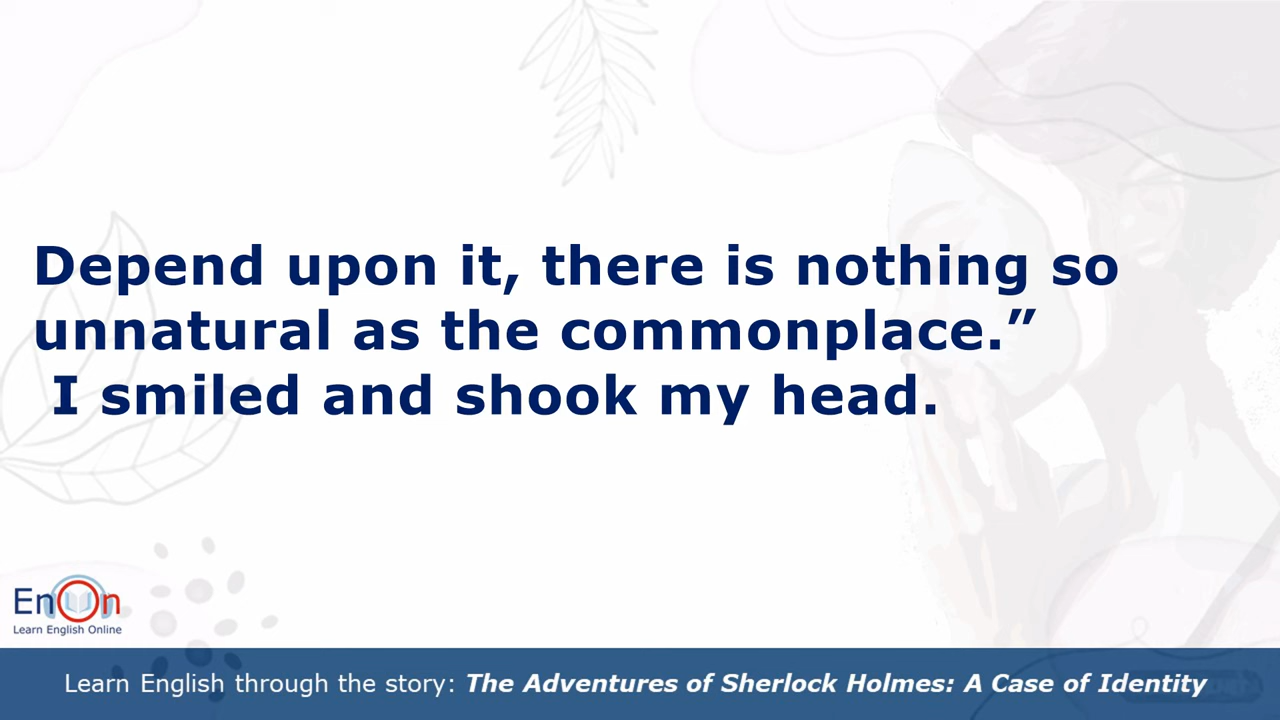 Depend upon it, there is nothing so
unnatural as the commonplace.”
I smiled and shook my head.
EnOn
Learn English Online
Learn English through the story: The Adventures of Sherlock Holmes: A Case of Identity